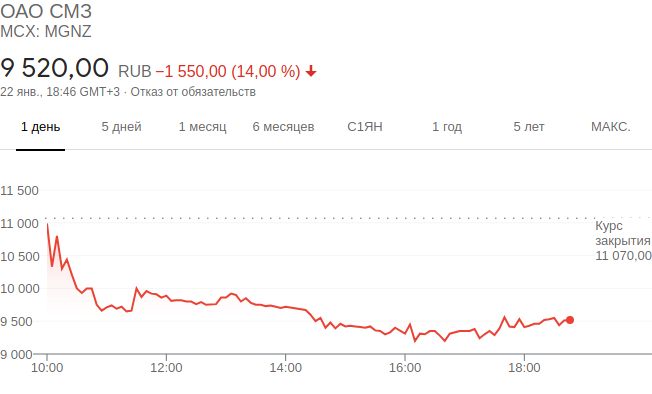 ОАО СМЗ
MCX: MGNZ
9 520,00 RUB −1 550,00 (14,00 %)
22 янв., 18:46 GMT+3 · Отказ от обязательств
1 день 5 дней 1 месяц 6 месяцев С1ЯН 1 год 5 лет МАКС.
11 500
11 000
10 500
10 000
9 500
9 000
Курс
закрытия
11 070,00
10:00 12:00 14:00 16:00 18:00